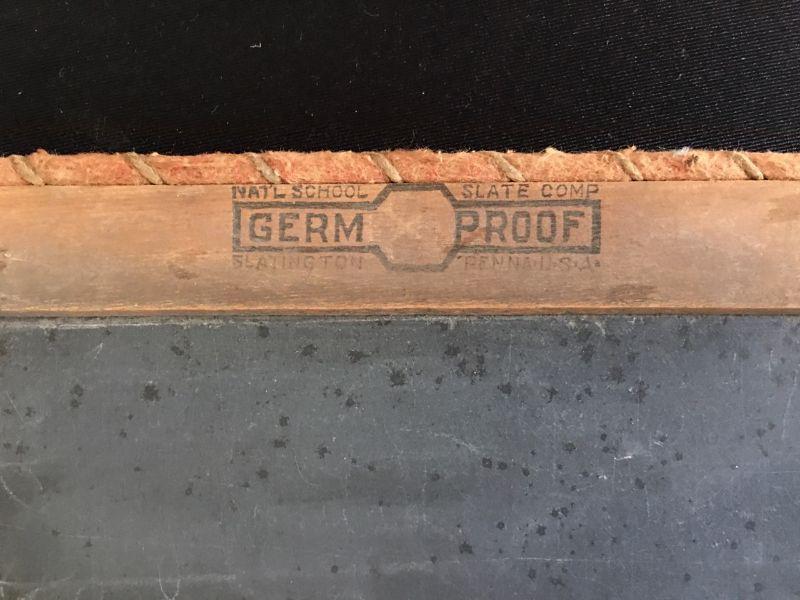 NAT'L SCHOOL SLATE COMP
GERM PROOF
SLATINGTON PENNA. U.S.A.